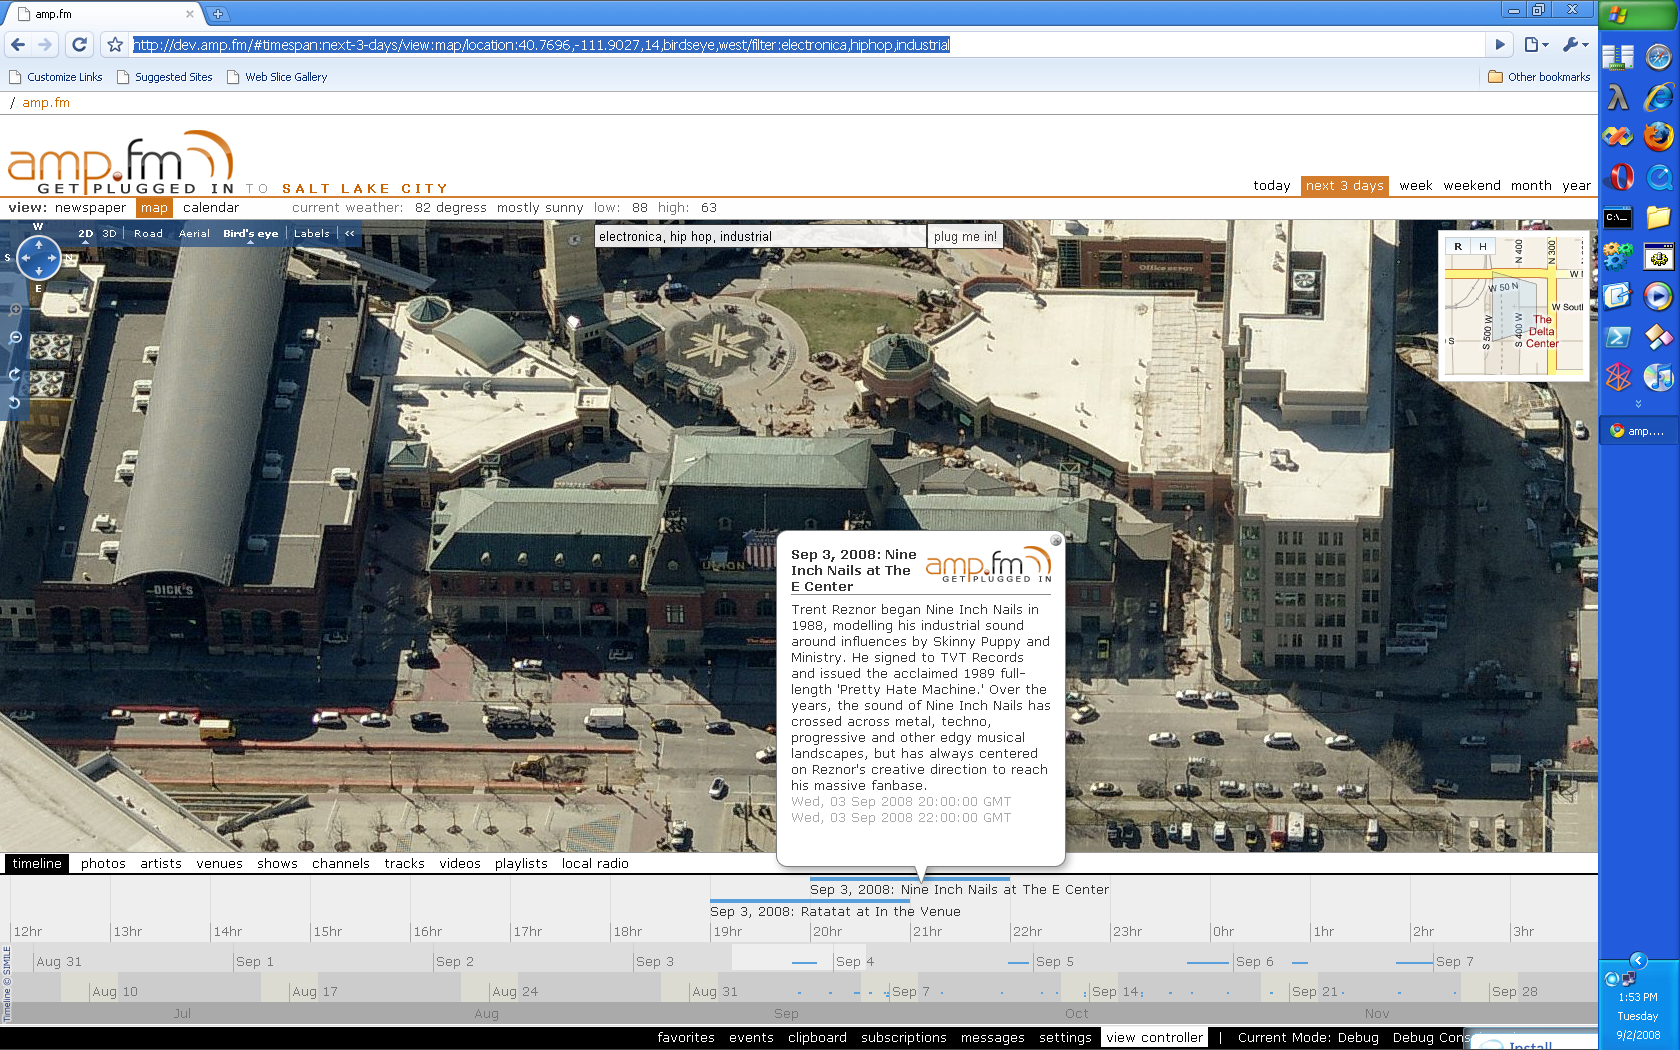 amp.fm
http://dev.amp.fm/#timespan:next-3-days/view:map/location:40.7696,-111.9027,14,birdseye,west/filter:electronica,hiphop,industrial
Customize Links Suggested Sites Web Slice Gallery Other bookmarks
/ amp.fm
amp.fm
GET PLUGGED IN TO SALT LAKE CITY
today next 3 days week weekend month year
view: newspaper map calendar current weather: 82 degress mostly sunny low: 88 high: 63
W
S N
E
2D 3D Road Aerial Bird's eye Labels <<
electronica, hip hop, industrial plug me in!
Office DEPOT
R H
N 400
N 300
W N
W 50 N
W Sout
S 500 W
S 400 W
The
Delta
Center
S
DICK'S
UNION
Sep 3, 2008: Nine
Inch Nails at The
E Center
amp.fm
GET PLUGGED IN
Trent Reznor began Nine Inch Nails in
1988, modelling his industrial sound
around influences by Skinny Puppy and
Ministry. He signed to TVT Records
and issued the acclaimed 1989 full-
length 'Pretty Hate Machine.' Over the
years, the sound of Nine Inch Nails has
crossed across metal, techno,
progressive and other edgy musical
landscapes, but has always centered
on Reznor's creative direction to reach
his massive fanbase.
Wed, 03 Sep 2008 20:00:00 GMT
Wed, 03 Sep 2008 22:00:00 GMT
timeline photos artists venues shows channels tracks videos playlists local radio
Sep 3, 2008: Nine Inch Nails at The E Center
Sep 3, 2008: Ratatat at In the Venue
12hr 13hr 14hr 15hr 16hr 17hr 18hr 19hr 20hr 21hr 22hr 23hr 0hr 1hr 2hr 3hr
Aug 31 Sep 1 Sep 2 Sep 3 Sep 4 Sep 5 Sep 6 Sep 7
Aug 10 Aug 17 Aug 24 Aug 31 Sep 7 Sep 14 Sep 21 Sep 28
Jul Aug Sep Oct Nov
Timeline © SIMILE
favorites events clipboard subscriptions messages settings view controller | Current Mode: Debug Debug Cons
Install
C:\_
amp....
1:53 PM
Tuesday
9/2/2008